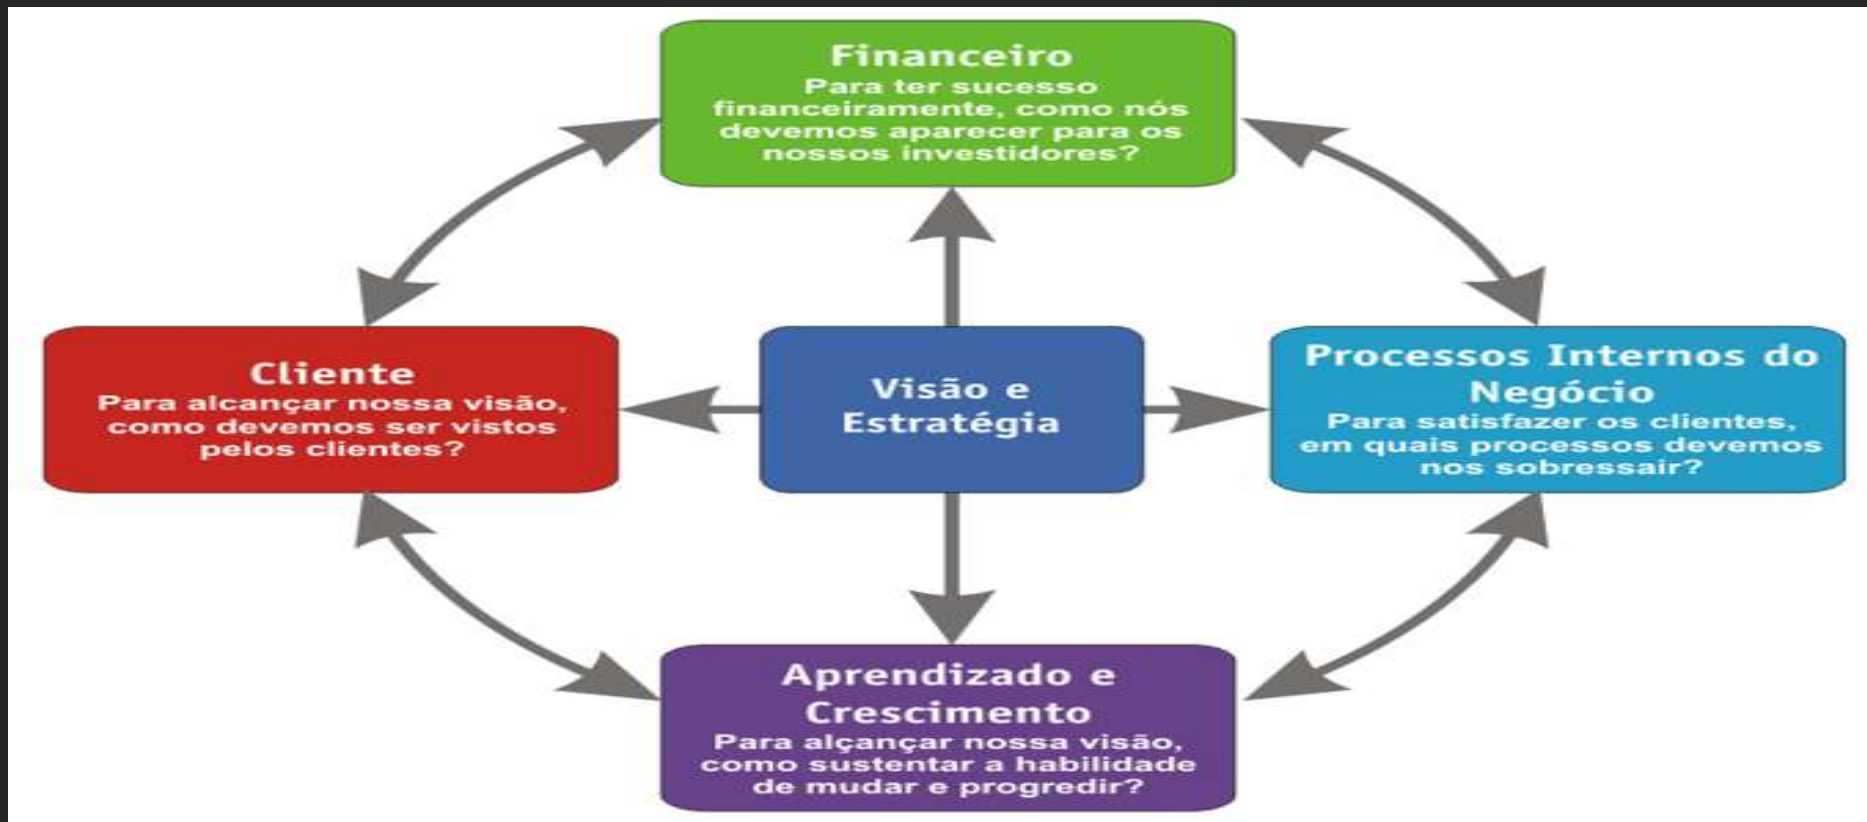 Financeiro
Para ter sucesso
financeiramente, como nós
devemos aparecer para os
nossos investidores?
Cliente
Para alcançar nossa visão,
como devemos ser vistos
pelos clientes?
Visão e
Estratégia
Processos Internos do
Negócio
Para satisfazer os clientes,
em quais processos devemos
nos sobressair?
Aprendizado e
Crescimento
Para alçançar nossa visão,
como sustentar a habilidade
de mudar e progredir?